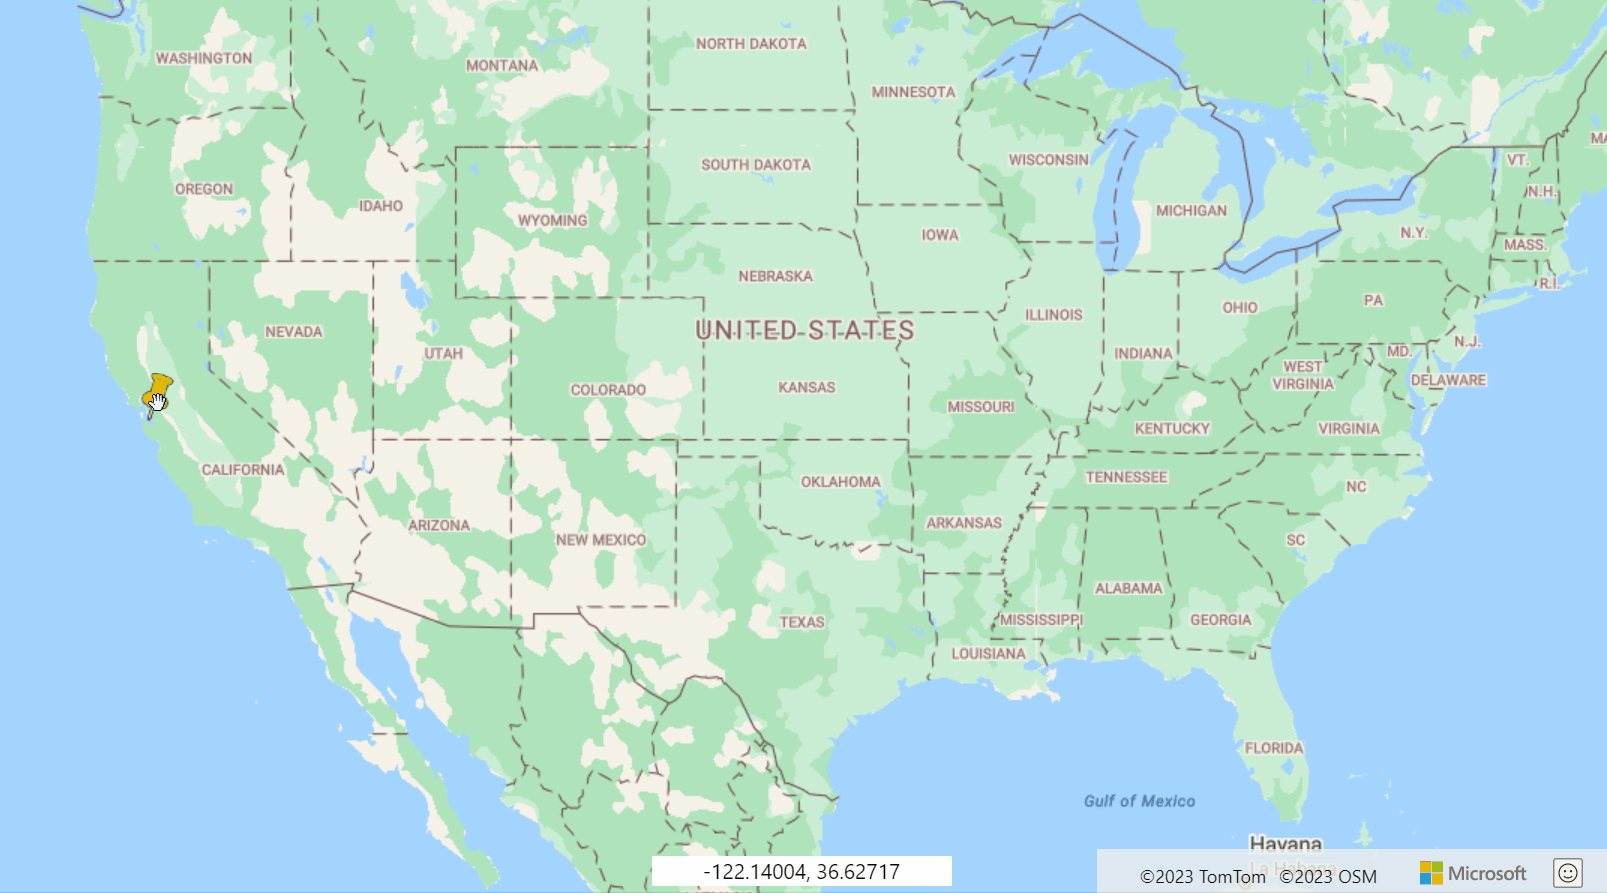 NORTH DAKOTA
WASHINGTON
MONTANA
MINNESOTA
MA
WISCONSIN
VT.
SOUTH DAKOTA
OREGON
N.H.
IDAHO
MICHIGAN
WYOMING
N.Y.
IOWA
MASS.
NEBRASKA
R.I.
PA
OHIO
ILLINOIS
UNITED STATES
NEVADA
N.J.
UTAH
INDIANA
MD.
WEST
VIRGINIA
DELAWARE
COLORADO
KANSAS
MISSOURI
KENTUCKY
VIRGINIA
CALIFORNIA
TENNESSEE
OKLAHOMA
NC
ARIZONA
ARKANSAS
NEW MEXICO
SC
ALABAMA
TEXAS
MISSISSIPPI
GEORGIA
LOUISIANA
FLORIDA
Gulf of Mexico
Havana
La Habana
-122.14004, 36.62717
©2023 TomTom ©2023 OSM
Microsoft